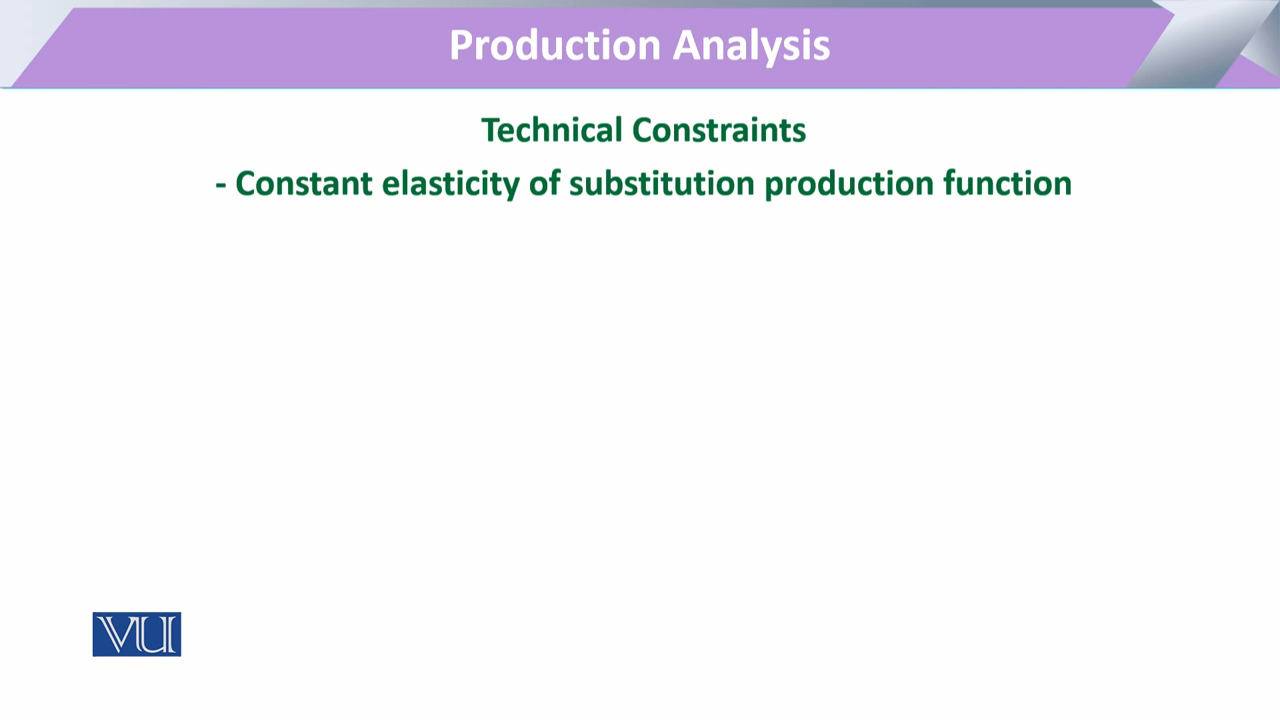 Production Analysis
Technical Constraints
- Constant elasticity of substitution production function
VU